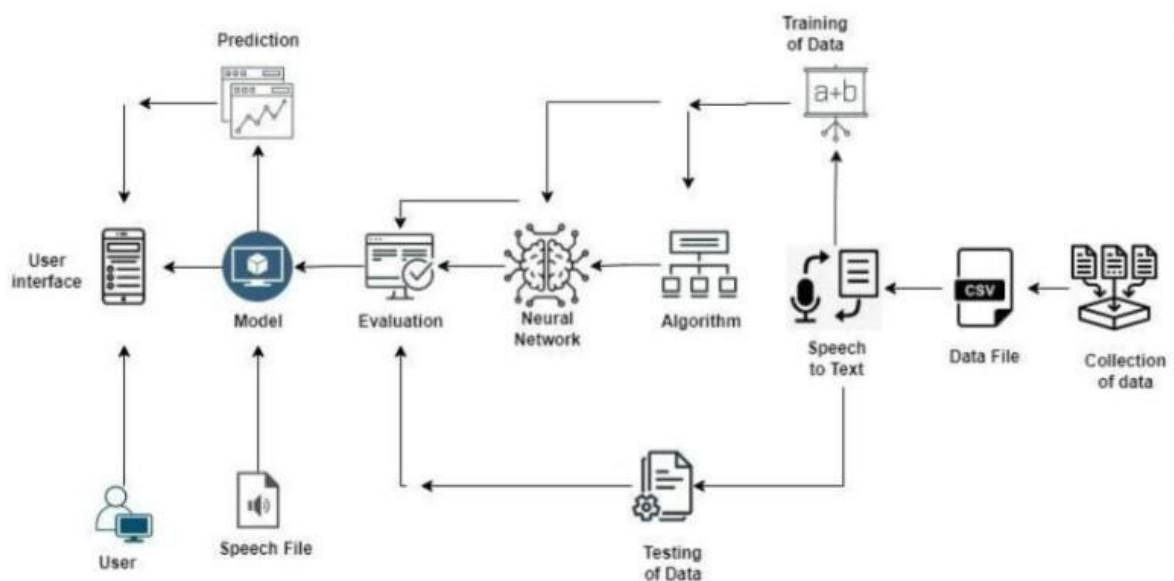 Prediction
Training
of Data
a+b
User
interface
Model
Evaluation
Neural
Network
Algorithm
Speech
to Text
CSV
Data File
Collection
of data
User
Speech File
Testing
of Data